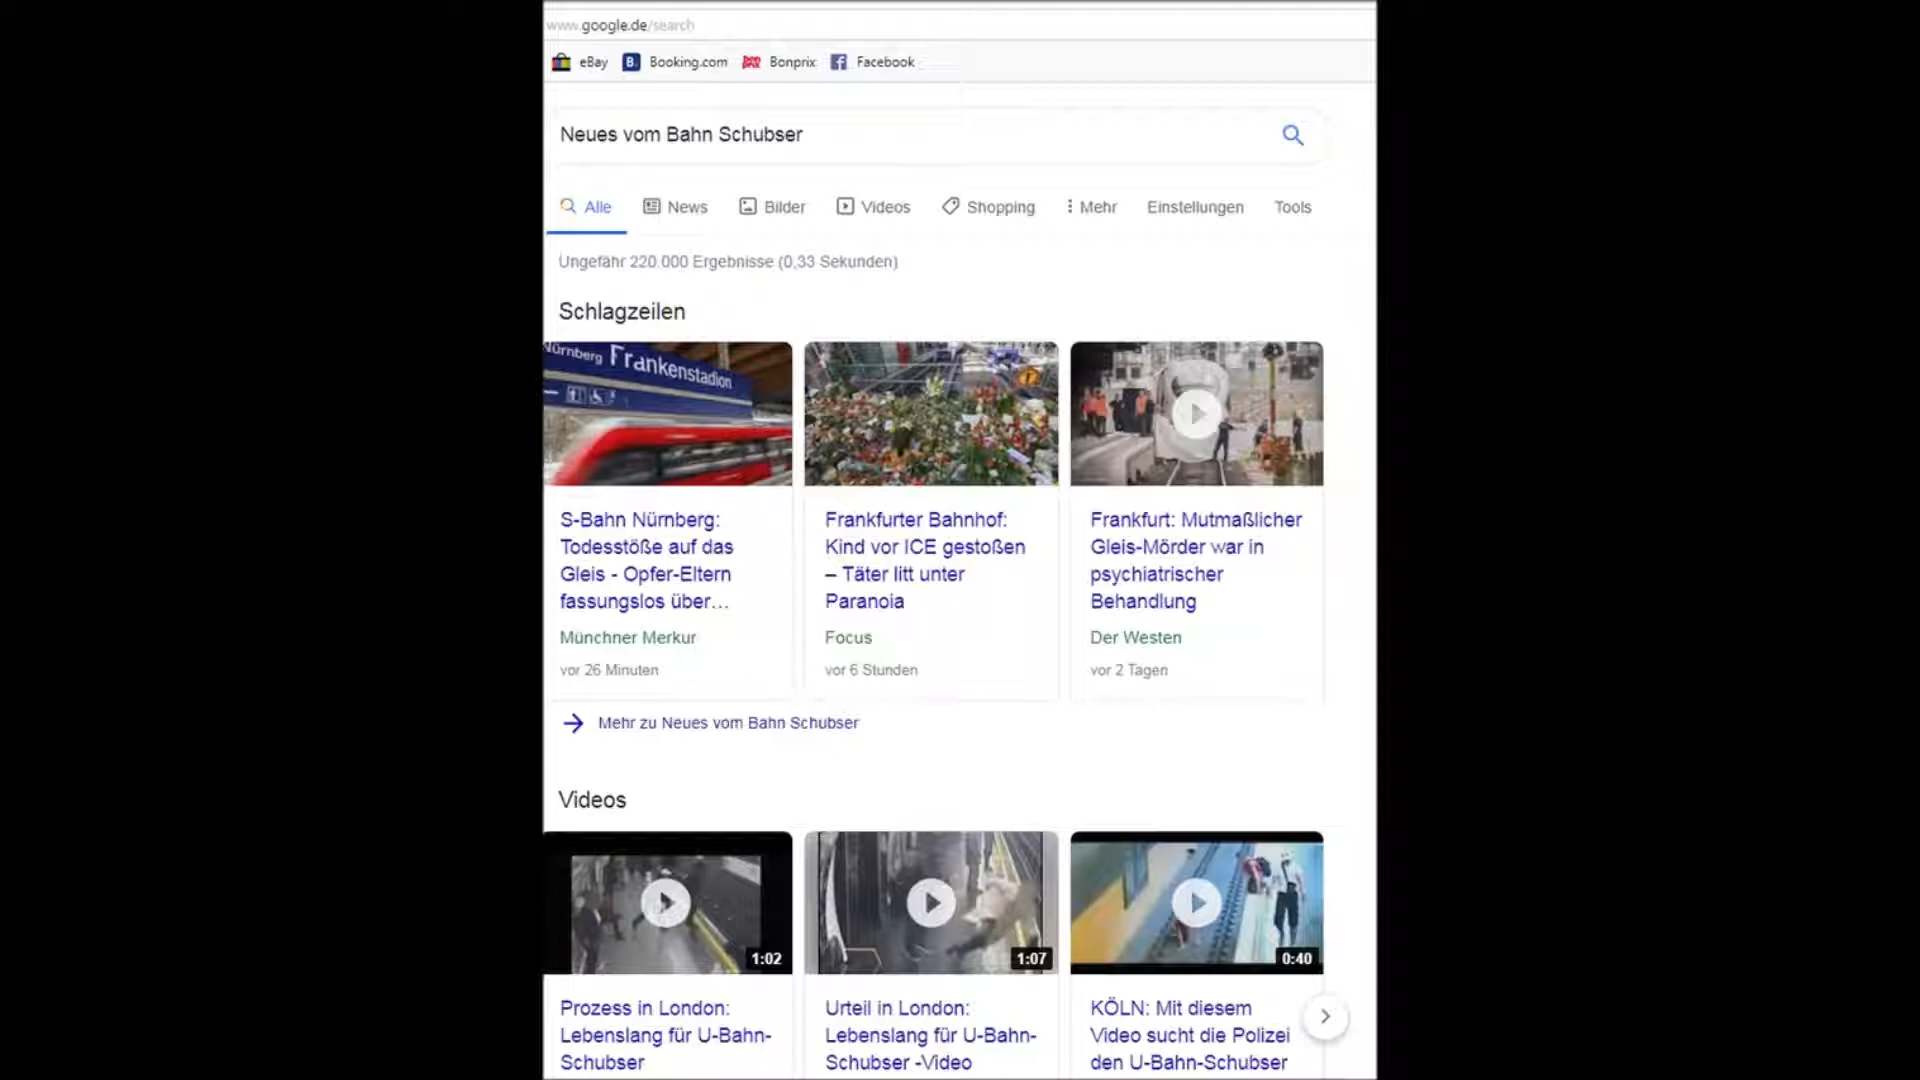 www.google.de/search
eBay Booking.com Bonprix Facebook
Neues vom Bahn Schubser
Alle News Bilder Videos Shopping Mehr Einstellungen Tools
Ungefähr 220.000 Ergebnisse (0,33 Sekunden)
Schlagzeilen
Nürnberg Frankenstadion
S-Bahn Nürnberg:
Todesstöße auf das
Gleis - Opfer-Eltern
fassungslos über...
Münchner Merkur
vor 26 Minuten
Frankfurter Bahnhof:
Kind vor ICE gestoßen
– Täter litt unter
Paranoia
Focus
vor 6 Stunden
Frankfurt: Mutmaßlicher
Gleis-Mörder war in
psychiatrischer
Behandlung
Der Westen
vor 2 Tagen
Mehr zu Neues vom Bahn Schubser
Videos
1:02
Prozess in London:
Lebenslang für U-Bahn-
Schubser
1:07
Urteil in London:
Lebenslang für U-Bahn-
Schubser -Video
0:40
KÖLN: Mit diesem
Video sucht die Polizei
den U-Bahn-Schubser